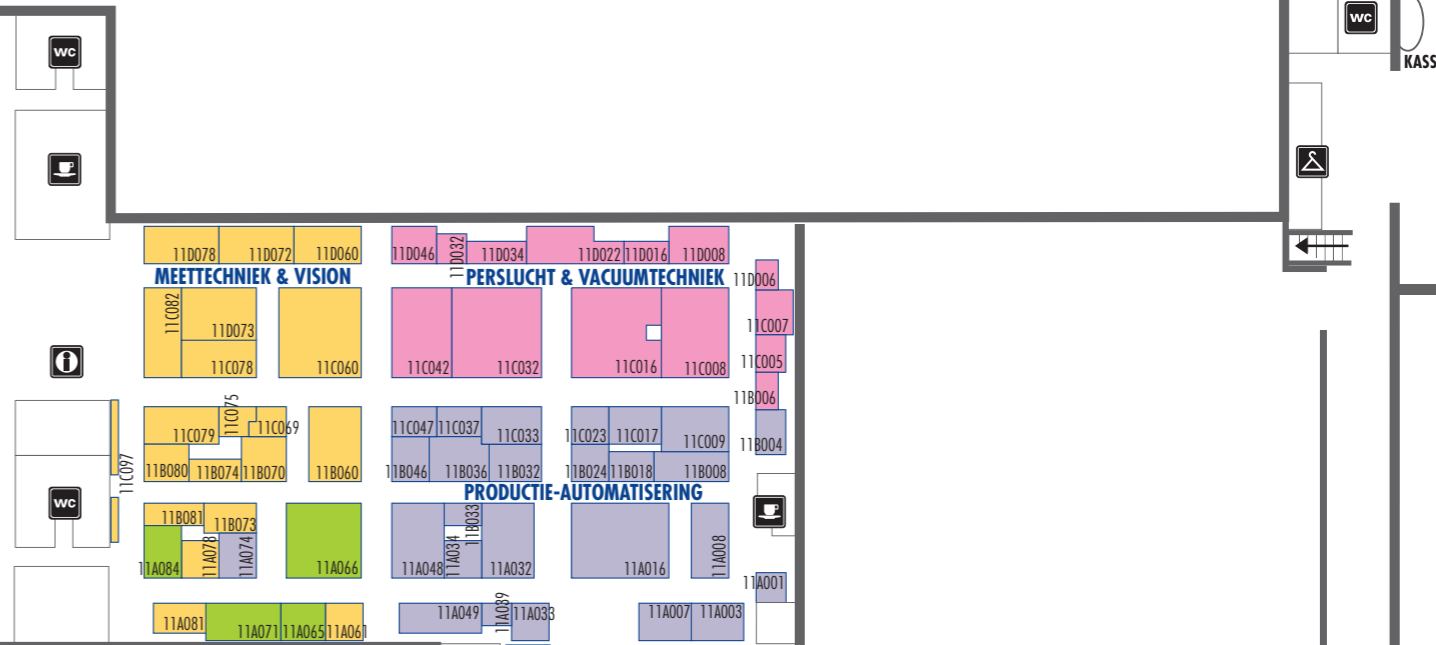 WC
WC
KASS
11D078 11D072 11D060 11D046 11D032 11D034 11D022 11D016 11D008
MEETTECHNIEK & VISION PERSLUCHT & VACUUMTECHNIEK 11D006
11C082 11D073 11C007
11C078 11C060 11C042 11C032 11C016 11C008 11C005
11B006
11C079 11C075 11C069 11C047 11C037 11C033 11C023 11C017 11C009 11B004
11C097 11B080 11B074 11B070 11B060 11B046 11B036 11B032 11B024 11B018 11B008
PRODUCTIE-AUTOMATISERING
WC
11B081 11B073 11B033
11A084 11A078 11A074 11A066 11A048 11A034 11A032 11A016 11A008
11A001
11A081 11A071 11A065 11A061 11A049 11A039 11A033 11A007 11A003